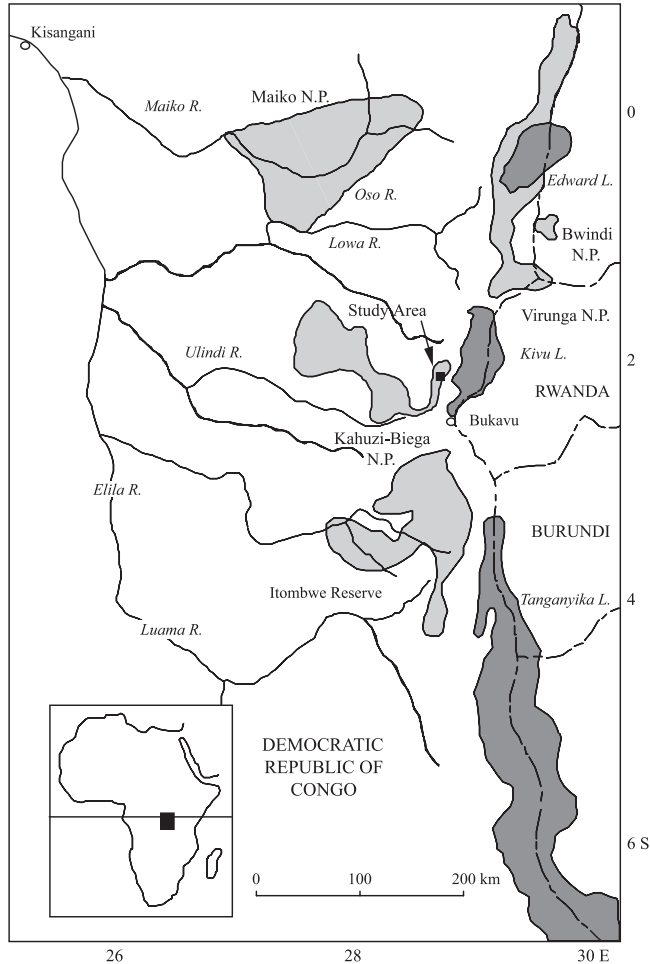 Kisangani
Maiko R.
Maiko N.P.
0
Oso R.
Edward L.
Lowa R.
Bwindi
N.P.
Study Area
Virunga N.P.
Ulindi R.
Kivu L.
2
RWANDA
Bukavu
Kahuzi-Biega
N.P.
Elila R.
BURUNDI
Itombwe Reserve
Tanganyika L.
4
Luama R.
DEMOCRATIC
REPUBLIC OF
CONGO
6 S
0 100 200 km
26 28 30 E